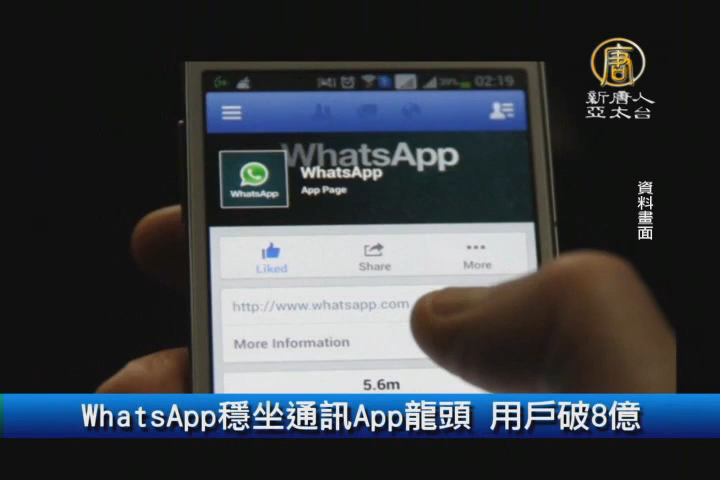 02:19
唐
新唐人
亞太台
資料畫面
WhatsApp
WhatsApp
App Page
WhatsApp
Liked
Share
More
http://www.whatsapp.com
More Information
5.6m
WhatsApp穩坐通訊App龍頭 用戶破8億